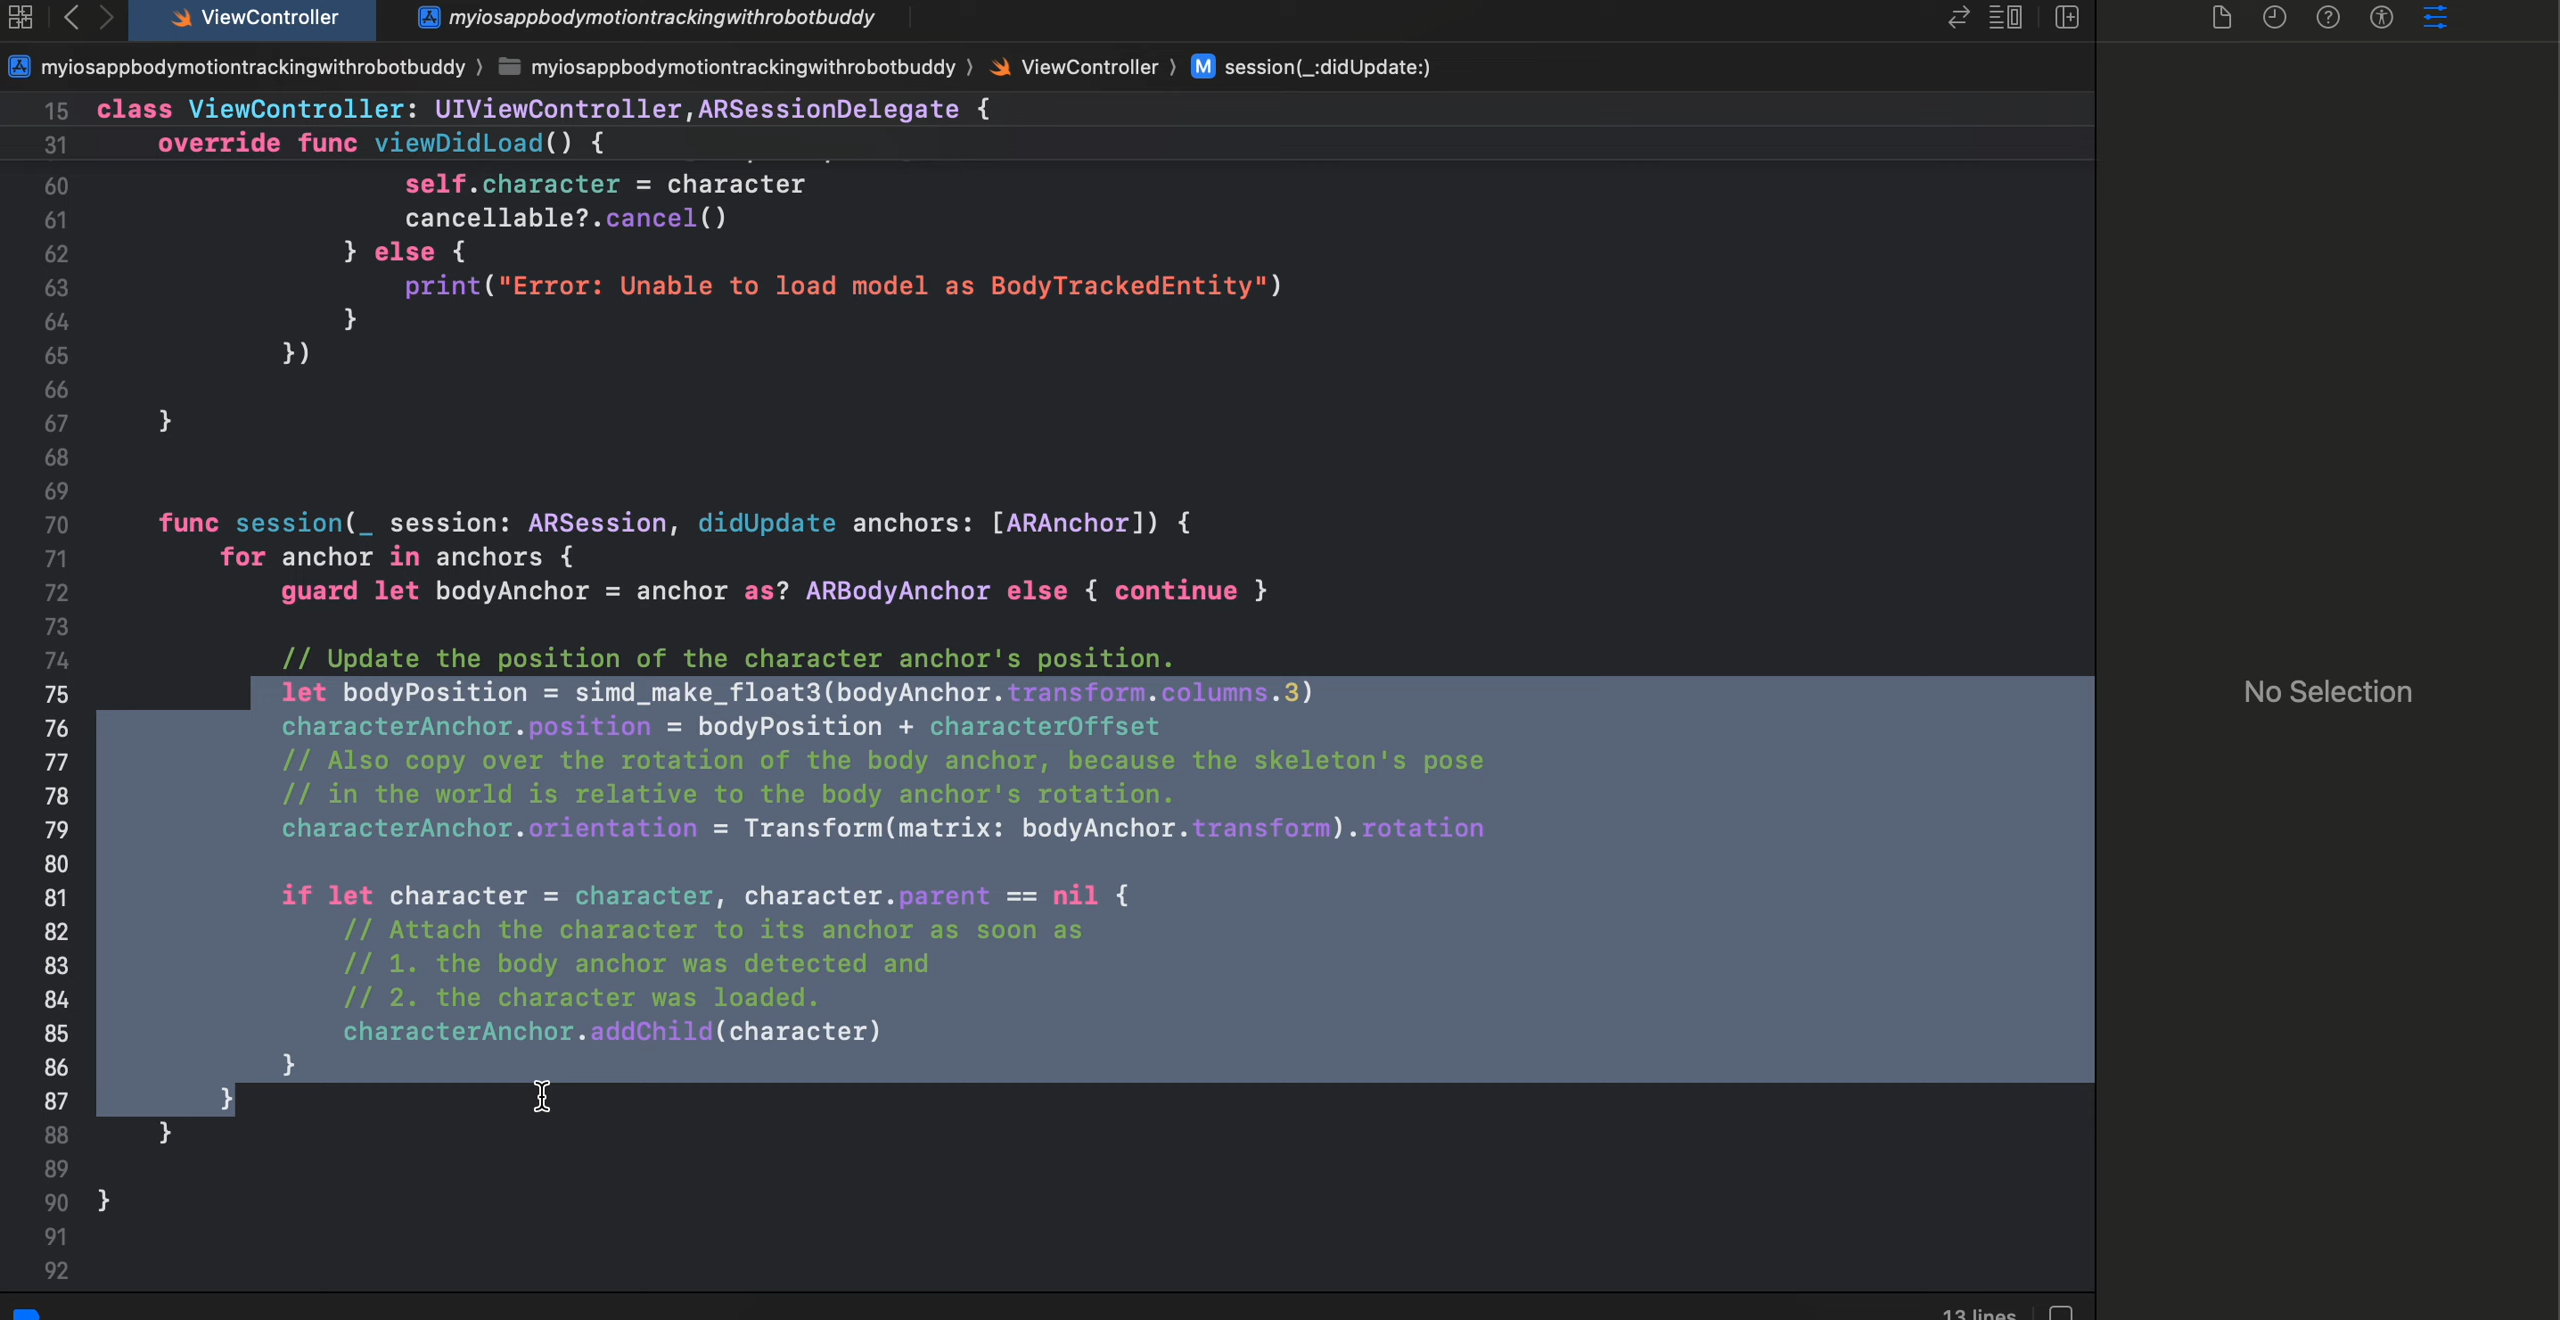 ViewController
myiosappbodymotiontrackingwithrobotbuddy
myiosappbodymotiontrackingwithrobotbuddy 〉 myiosappbodymotiontrackingwithrobotbuddy 〉 ViewController 〉 M session(_:didUpdate:)
15 class ViewController: UIViewController,ARSessionDelegate {
31 override func viewDidLoad() {
60 self.character = character
61 cancellable?.cancel()
62 } else {
63 print("Error: Unable to load model as BodyTrackedEntity")
64 }
65 })
66
67 }
68
69
70 func session(_ session: ARSession, didUpdate anchors: [ARAnchor]) {
71 for anchor in anchors {
72 guard let bodyAnchor = anchor as? ARBodyAnchor else { continue }
73
74 // Update the position of the character anchor's position.
75 let bodyPosition = simd_make_float3(bodyAnchor.transform.columns.3)
76 characterAnchor.position = bodyPosition + characterOffset
77 // Also copy over the rotation of the body anchor, because the skeleton's pose
78 // in the world is relative to the body anchor's rotation.
79 characterAnchor.orientation = Transform(matrix: bodyAnchor.transform).rotation
80
81 if let character = character, character.parent == nil {
82 // Attach the character to its anchor as soon as
83 // 1. the body anchor was detected and
84 // 2. the character was loaded.
85 characterAnchor.addChild(character)
86 }
87 }
88 }
89
90 }
91
92
No Selection
13 lines